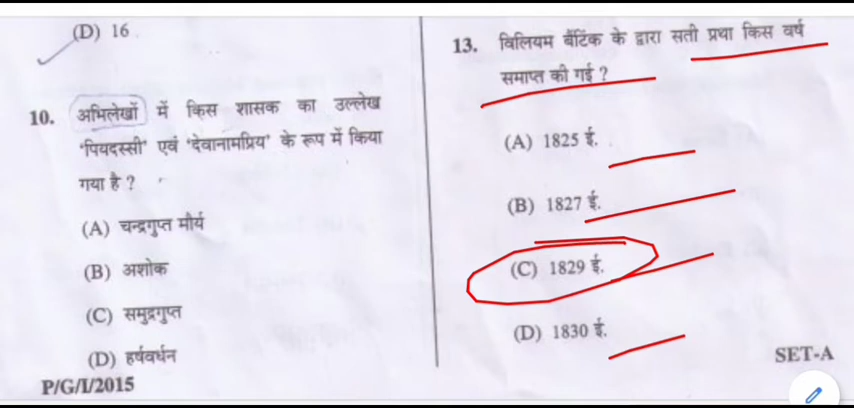 (D) 16
10. अभिलेखों में किस शासक का उल्लेख
'पियदस्सी' एवं 'देवानामप्रिय' के रूप में किया
गया है ?
(A) चन्द्रगुप्त मौर्य
(B) अशोक
(C) समुद्रगुप्त
(D) हर्षवर्धन
P/G/I/2015
13. विलियम बैंटिंक के द्वारा सती प्रथा किस वर्ष
समाप्त की गई ?
(A) 1825 ई.
(B) 1827 ई.
(C) 1829 ई.
(D) 1830 ई.
SET-A